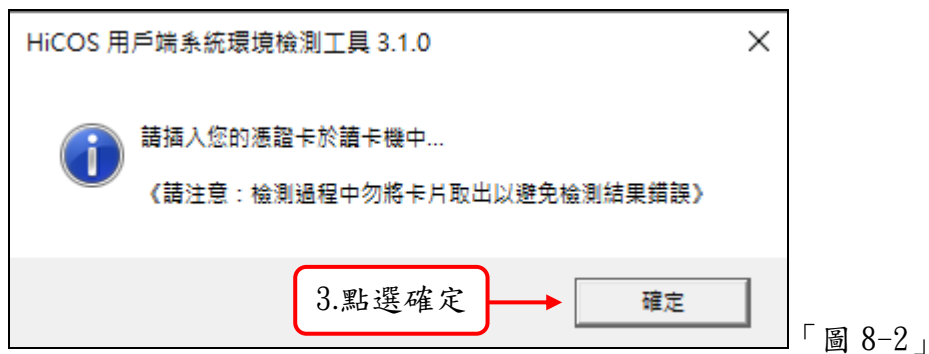 HiCOS 用戶端系統環境檢測工具 3.1.0
請插入您的憑證卡於讀卡機中...
《請注意：檢測過程中勿將卡片取出以避免檢測結果錯誤》
3.點選確定
確定
「圖 8-2」